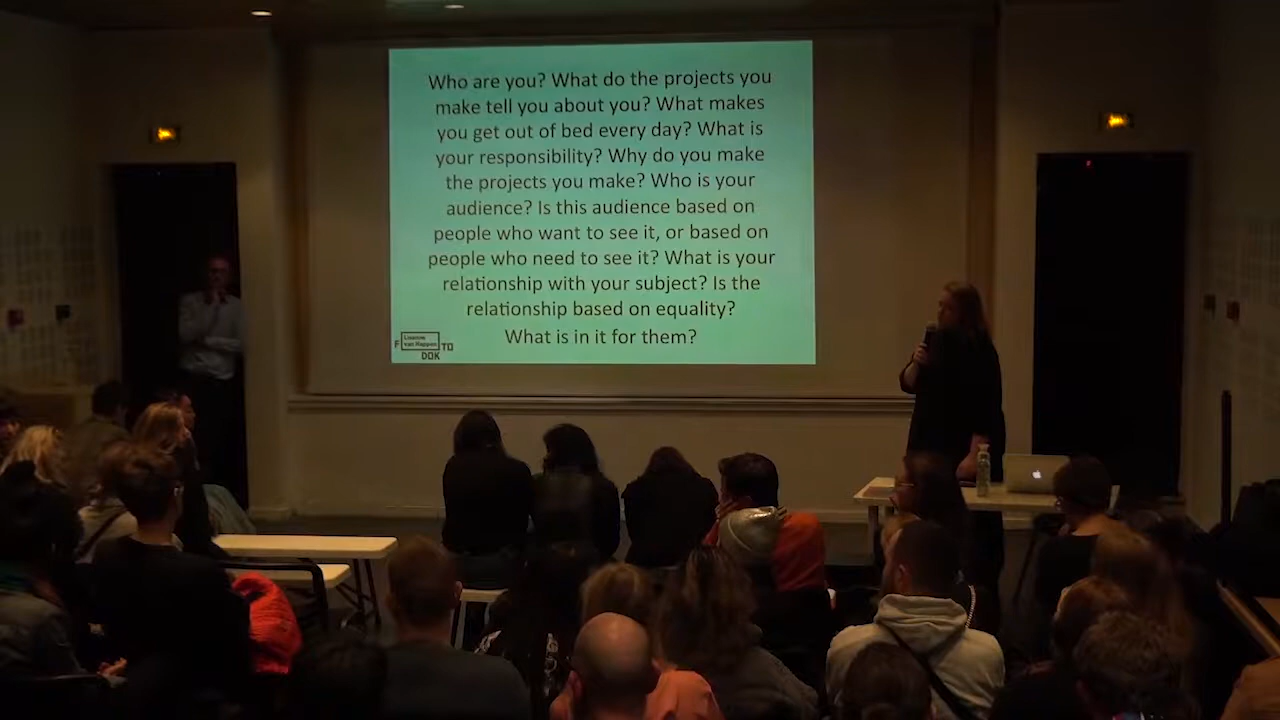 Who are you? What do the projects you
make tell you about you? What makes
you get out of bed every day? What is
your responsibility? Why do you make
the projects you make? Who is your
audience? Is this audience based on
people who want to see it, or based on
people who need to see it? What is your
relationship with your subject? Is the
relationship based on equality?
What is in it for them?
F
TO
DOK